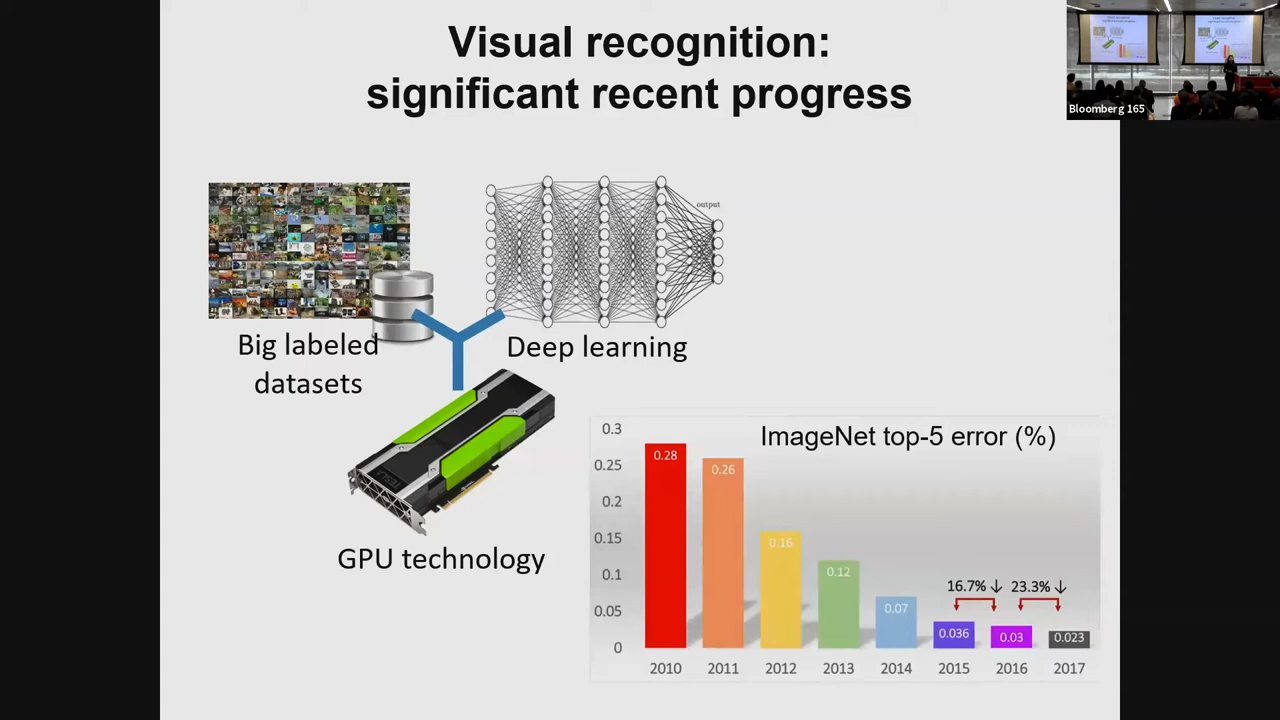 Visual recognition:
significant recent progress
Bloomberg 165
output
Big labeled
datasets
Deep learning
TESLA
GPU technology
ImageNet top-5 error (%)
0.3
0.25
0.2
0.15
0.1
0.05
0
0.28
0.26
0.16
0.12
0.07
0.036
0.03
0.023
16.7% ↓
23.3% ↓
2010
2011
2012
2013
2014
2015
2016
2017